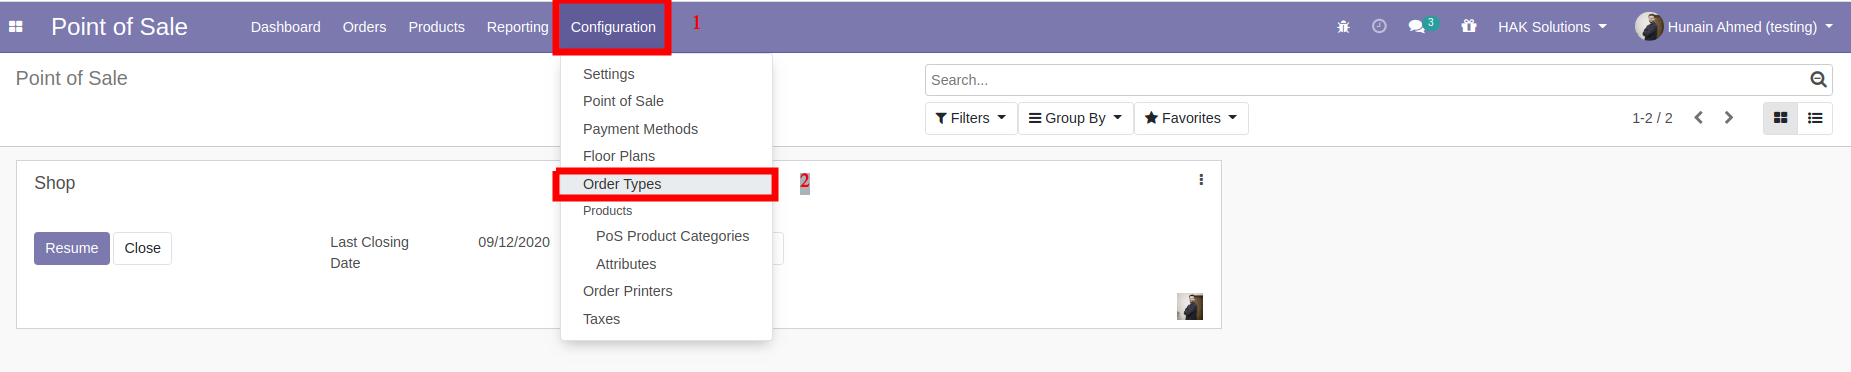 Point of Sale Dashboard Orders Products Reporting Configuration 1 3 HAK Solutions Hunain Ahmed (testing)
Point of Sale
Search...
Filters Group By Favorites 1-2 / 2
Settings
Point of Sale
Payment Methods
Floor Plans
Order Types 2
Products
PoS Product Categories
Attributes
Order Printers
Taxes
Shop
Resume Close Last Closing Date 09/12/2020